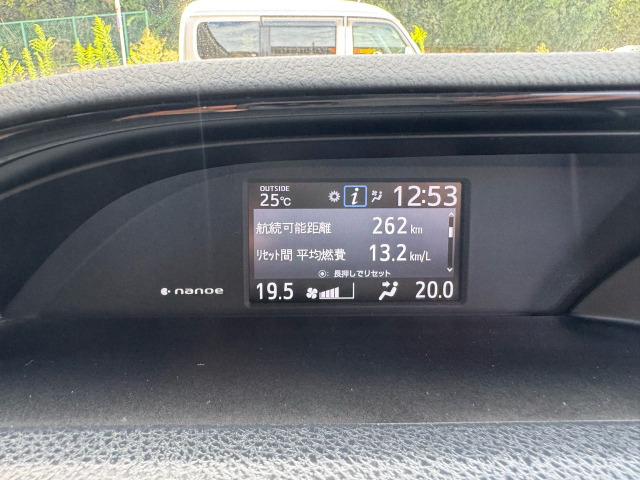 OUTSIDE
25℃
i
12:53
航続可能距離 262 km
リセット間 平均燃費 13.2 km/L
◉: 長押しでリセット
nanoe
19.5
20.0